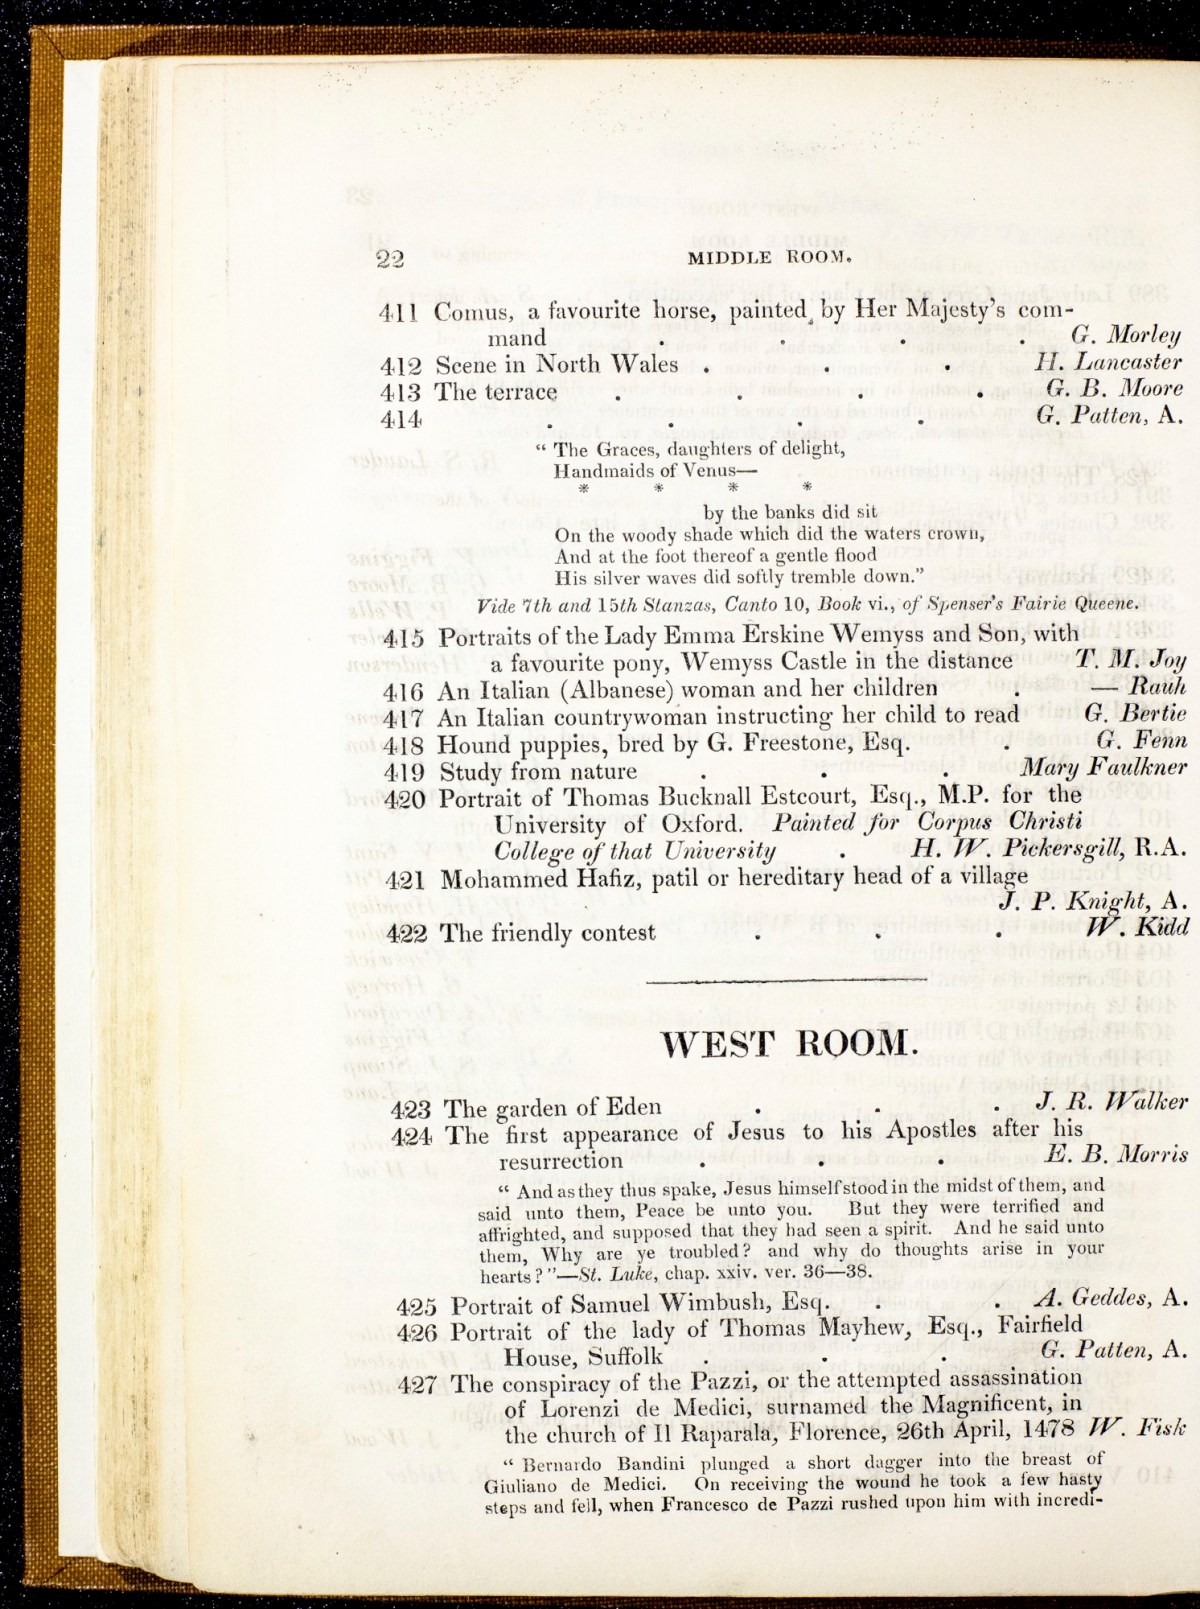 22 MIDDLE ROOM.
411 Comus, a favourite horse, painted by Her Majesty's com-
mand . . . . G. Morley
412 Scene in North Wales . . . H. Lancaster
413 The terrace . . . . G. B. Moore
414 . . . . G. Patten, A.
“ The Graces, daughters of delight,
Handmaids of Venus—
* * * *
by the banks did sit
On the woody shade which did the waters crown,
And at the foot thereof a gentle flood
His silver waves did softly tremble down.”
Vide 7th and 15th Stanzas, Canto 10, Book vi., of Spenser's Fairie Queene.
415 Portraits of the Lady Emma Erskine Wemyss and Son, with
a favourite pony, Wemyss Castle in the distance T. M. Joy
416 An Italian (Albanese) woman and her children . — Rauh
417 An Italian countrywoman instructing her child to read G. Bertie
418 Hound puppies, bred by G. Freestone, Esq. . G. Fenn
419 Study from nature . . . Mary Faulkner
420 Portrait of Thomas Bucknall Estcourt, Esq., M.P. for the
University of Oxford. Painted for Corpus Christi
College of that University . H. W. Pickersgill, R.A.
421 Mohammed Hafiz, patil or hereditary head of a village
J. P. Knight, A.
422 The friendly contest . . . W. Kidd
WEST ROOM.
423 The garden of Eden . . . J. R. Walker
424 The first appearance of Jesus to his Apostles after his
resurrection . . . E. B. Morris
“ And as they thus spake, Jesus himself stood in the midst of them, and
said unto them, Peace be unto you. But they were terrified and
affrighted, and supposed that they had seen a spirit. And he said unto
them, Why are ye troubled? and why do thoughts arise in your
hearts?”—St. Luke, chap. xxiv. ver. 36—38.
425 Portrait of Samuel Wimbush, Esq. . . A. Geddes, A.
426 Portrait of the lady of Thomas Mayhew, Esq., Fairfield
House, Suffolk . . . G. Patten, A.
427 The conspiracy of the Pazzi, or the attempted assassination
of Lorenzi de Medici, surnamed the Magnificent, in
the church of Il Raparala, Florence, 26th April, 1478 W. Fisk
“ Bernardo Bandini plunged a short dagger into the breast of
Giuliano de Medici. On receiving the wound he took a few hasty
steps and fell, when Francesco de Pazzi rushed upon him with incredi-